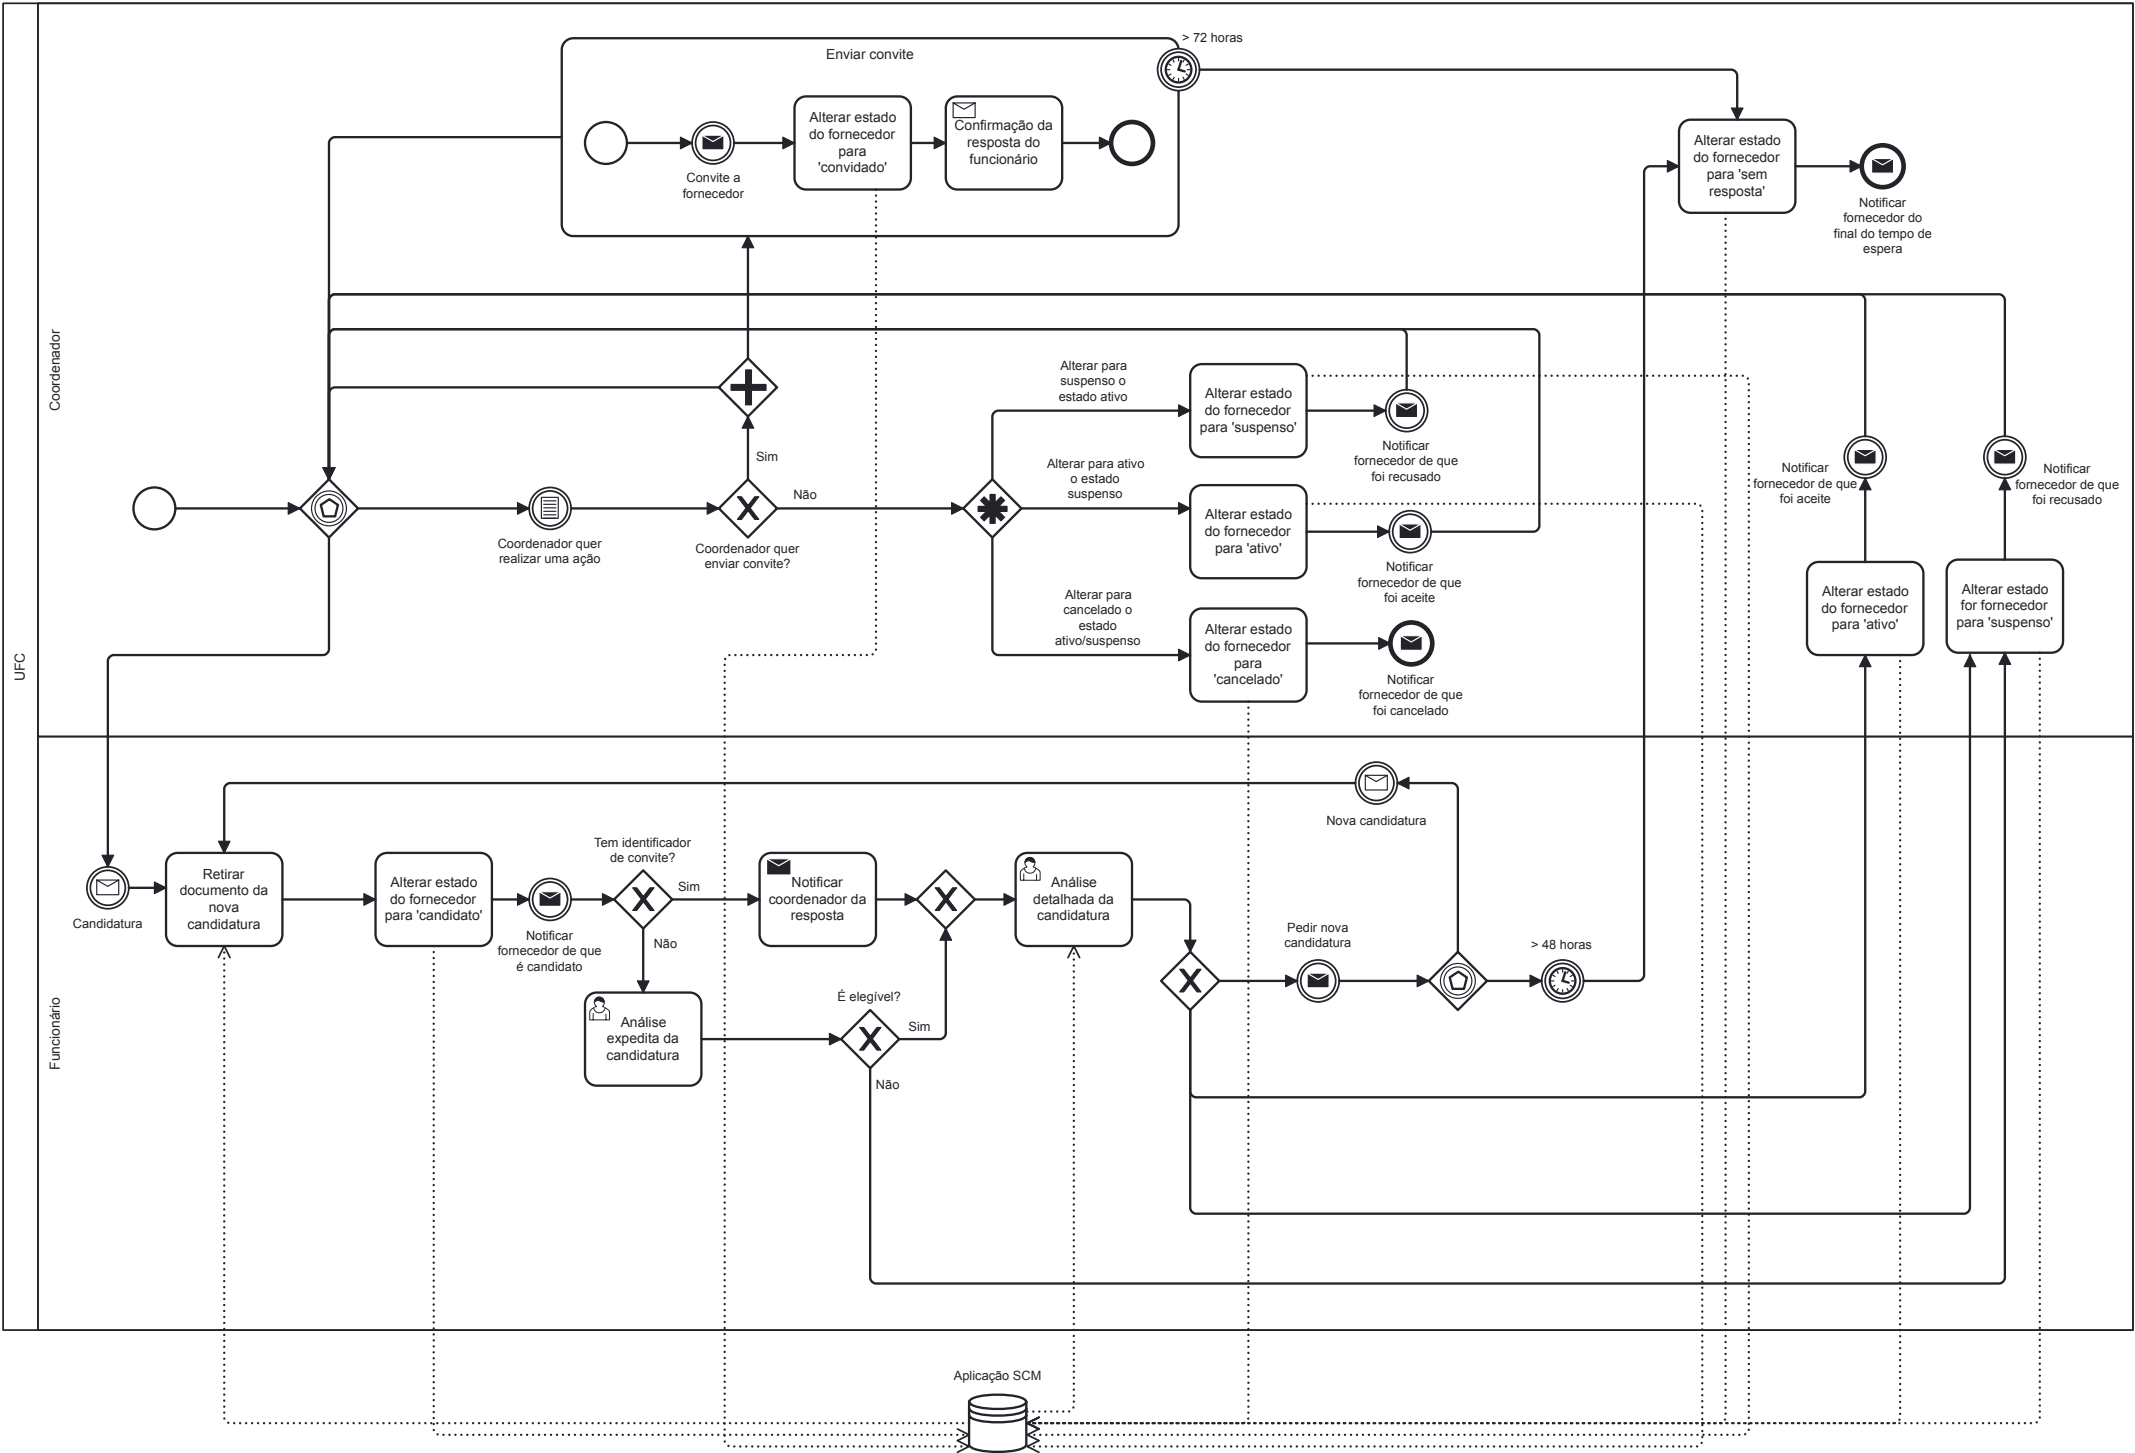 UFC
Coordenador
Enviar convite
> 72 horas
Convite a
fornecedor
Alterar estado
do fornecedor
para
'convidado'
Confirmação da
resposta do
funcionário
Alterar estado
do fornecedor
para 'sem
resposta'
Notificar
fornecedor do
final do tempo de
espera
Coordenador quer
realizar uma ação
Sim
Não
Coordenador quer
enviar convite?
Alterar para
suspenso o
estado ativo
Alterar estado
do fornecedor
para 'suspenso'
Notificar
fornecedor de que
foi recusado
Alterar para ativo
o estado
suspenso
Alterar estado
do fornecedor
para 'ativo'
Notificar
fornecedor de que
foi aceite
Alterar para
cancelado o
estado
ativo/suspenso
Alterar estado
do fornecedor
para
'cancelado'
Notificar
fornecedor de que
foi cancelado
Notificar
fornecedor de que
foi aceite
Notificar
fornecedor de que
foi recusado
Alterar estado
do fornecedor
para 'ativo'
Alterar estado
for fornecedor
para 'suspenso'
Funcionário
Candidatura
Retirar
documento da
nova
candidatura
Alterar estado
do fornecedor
para 'candidato'
Notificar
fornecedor de que
é candidato
Tem identificador
de convite?
Sim
Não
Notificar
coordenador da
resposta
Análise
expedita da
candidatura
É elegível?
Sim
Não
Análise
detalhada da
candidatura
Pedir nova
candidatura
Nova candidatura
> 48 horas
Aplicação SCM